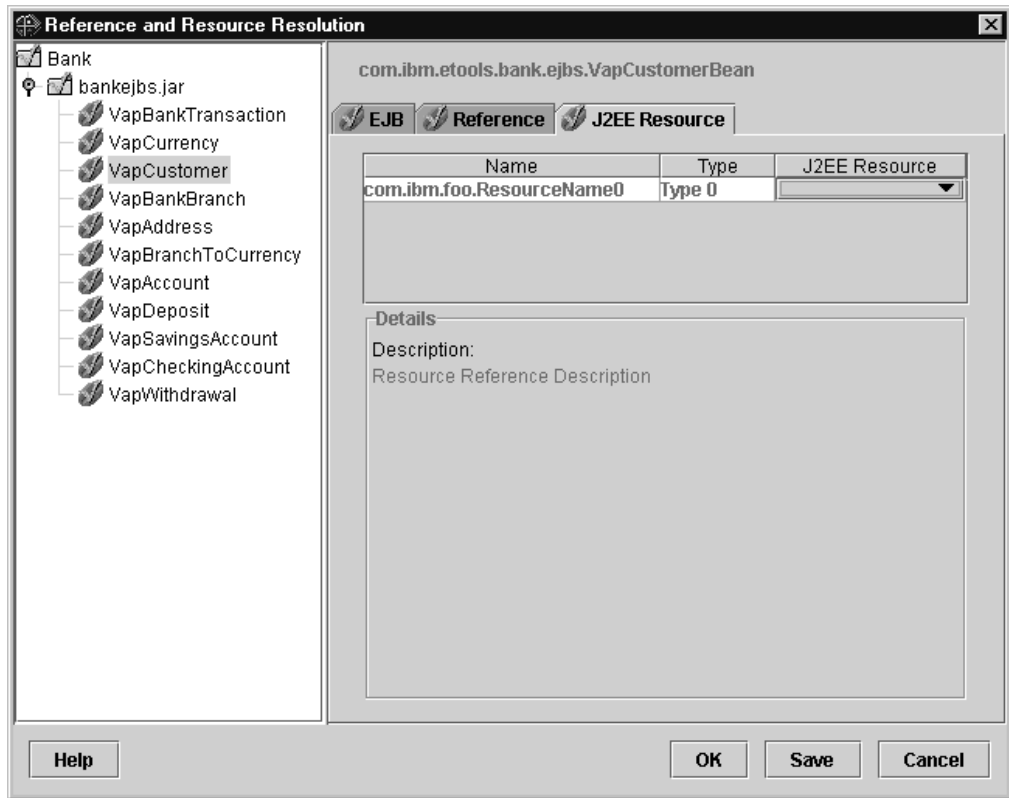 Reference and Resource Resolution
Bank
bankejbs.jar
VapBankTransaction
VapCurrency
VapCustomer
VapBankBranch
VapAddress
VapBranchToCurrency
VapAccount
VapDeposit
VapSavingsAccount
VapCheckingAccount
VapWithdrawal
com.ibm.etools.bank.ejbs.VapCustomerBean
EJB Reference J2EE Resource
Name Type J2EE Resource
com.ibm.foo.ResourceName0 Type 0
Details
Description:
Resource Reference Description
Help OK Save Cancel